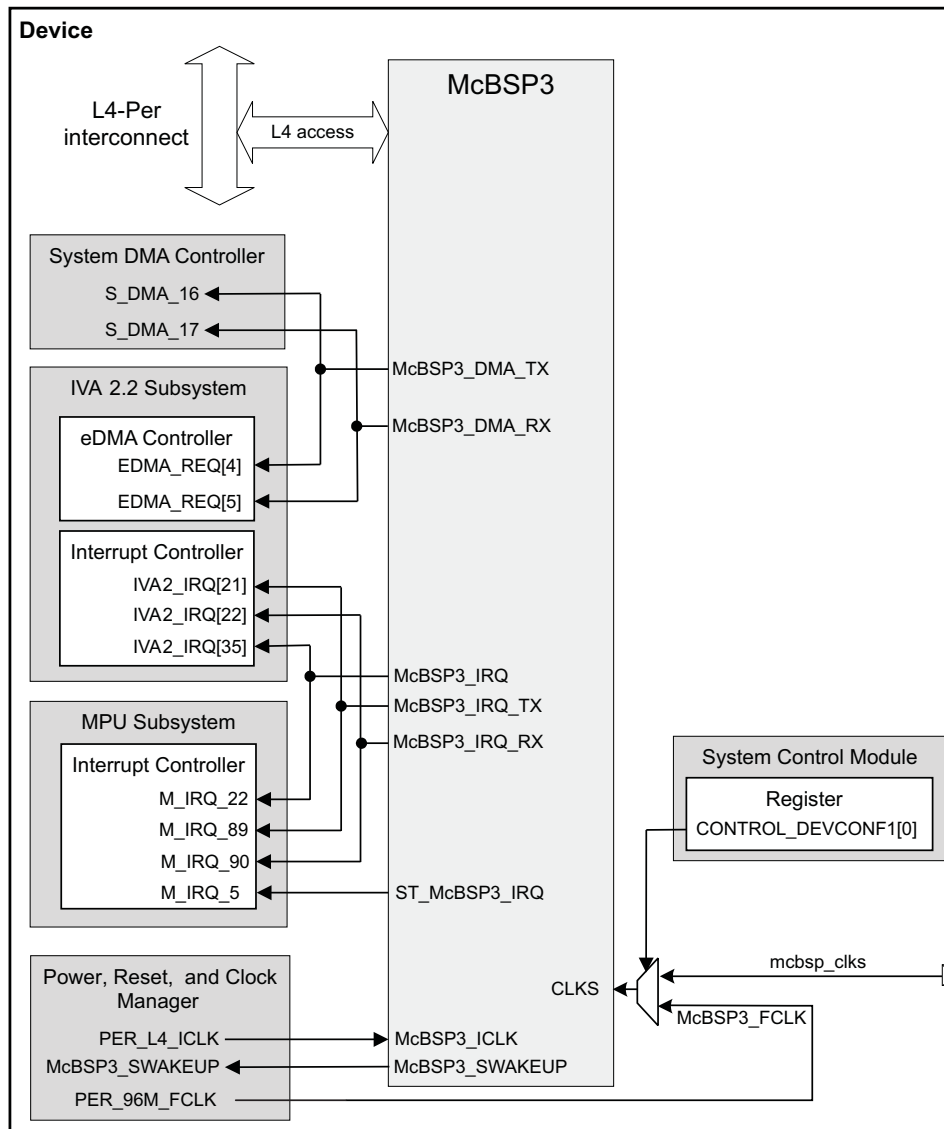 Device
McBSP3
L4-Per
interconnect
L4 access
System DMA Controller
S_DMA_16
S_DMA_17
McBSP3_DMA_TX
IVA 2.2 Subsystem
McBSP3_DMA_RX
eDMA Controller
EDMA_REQ[4]
EDMA_REQ[5]
Interrupt Controller
IVA2_IRQ[21]
IVA2_IRQ[22]
IVA2_IRQ[35]
McBSP3_IRQ
McBSP3_IRQ_TX
McBSP3_IRQ_RX
MPU Subsystem
Interrupt Controller
M_IRQ_22
M_IRQ_89
M_IRQ_90
M_IRQ_5
ST_McBSP3_IRQ
System Control Module
Register
CONTROL_DEVCONF1[0]
mcbsp_clks
CLKS
McBSP3_FCLK
Power, Reset, and Clock
Manager
PER_L4_ICLK
McBSP3_ICLK
McBSP3_SWAKEUP
McBSP3_SWAKEUP
PER_96M_FCLK